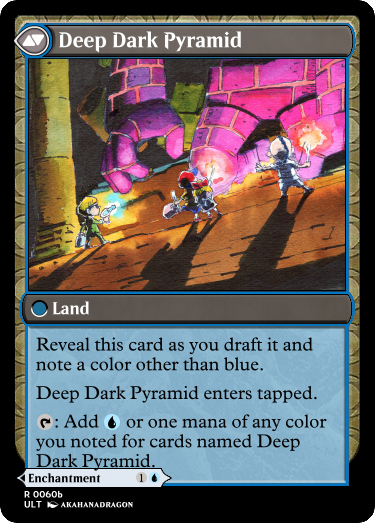 Deep Dark Pyramid
Land
Reveal this card as you draft it and
note a color other than blue.
Deep Dark Pyramid enters tapped.
: Add or one mana of any color
you noted for cards named Deep
Dark Pyramid.
Enchantment 1
R 0060b
ULT AKAHANADRAGON